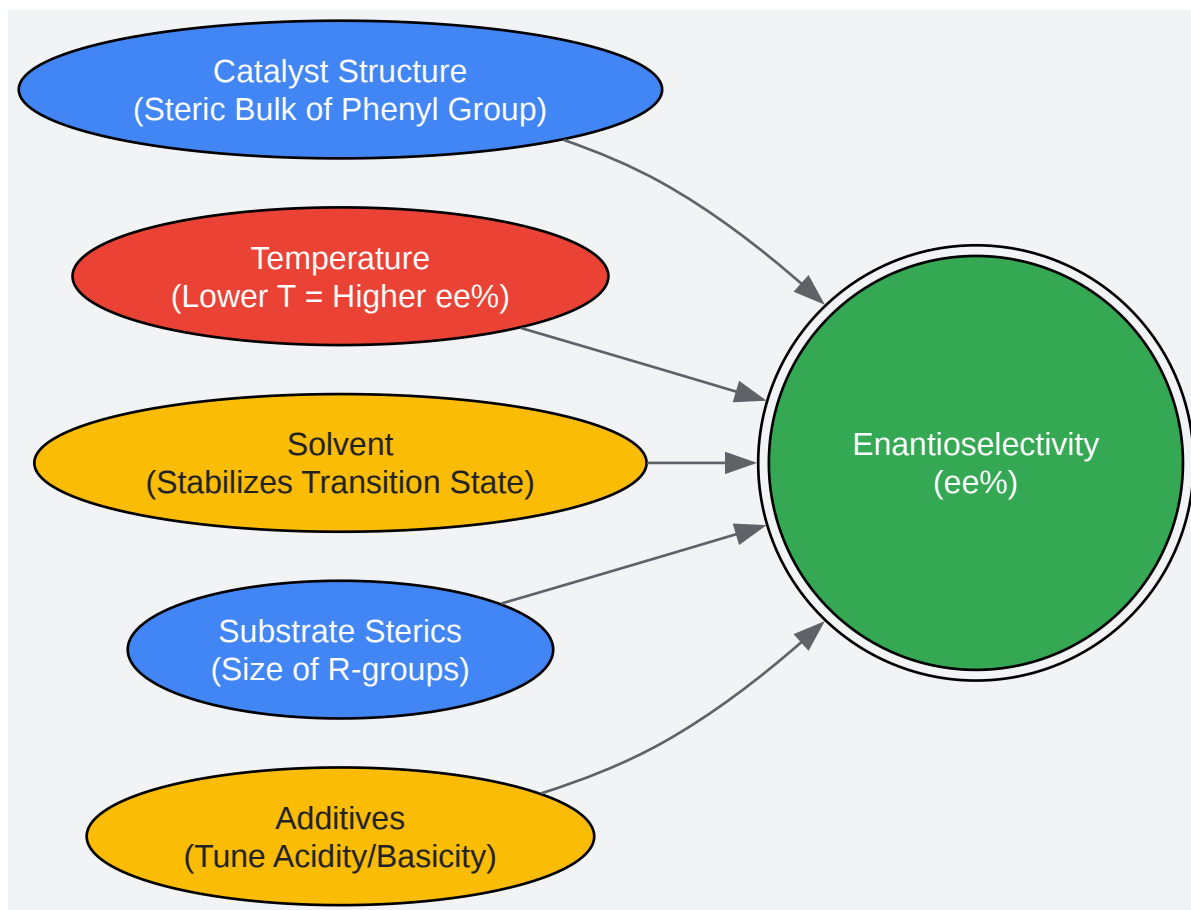 Catalyst Structure
(Steric Bulk of Phenyl Group)
Temperature
(Lower T = Higher ee%)
Solvent
(Stabilizes Transition State)
Substrate Sterics
(Size of R-groups)
Additives
(Tune Acidity/Basicity)
Enantioselectivity
(ee%)